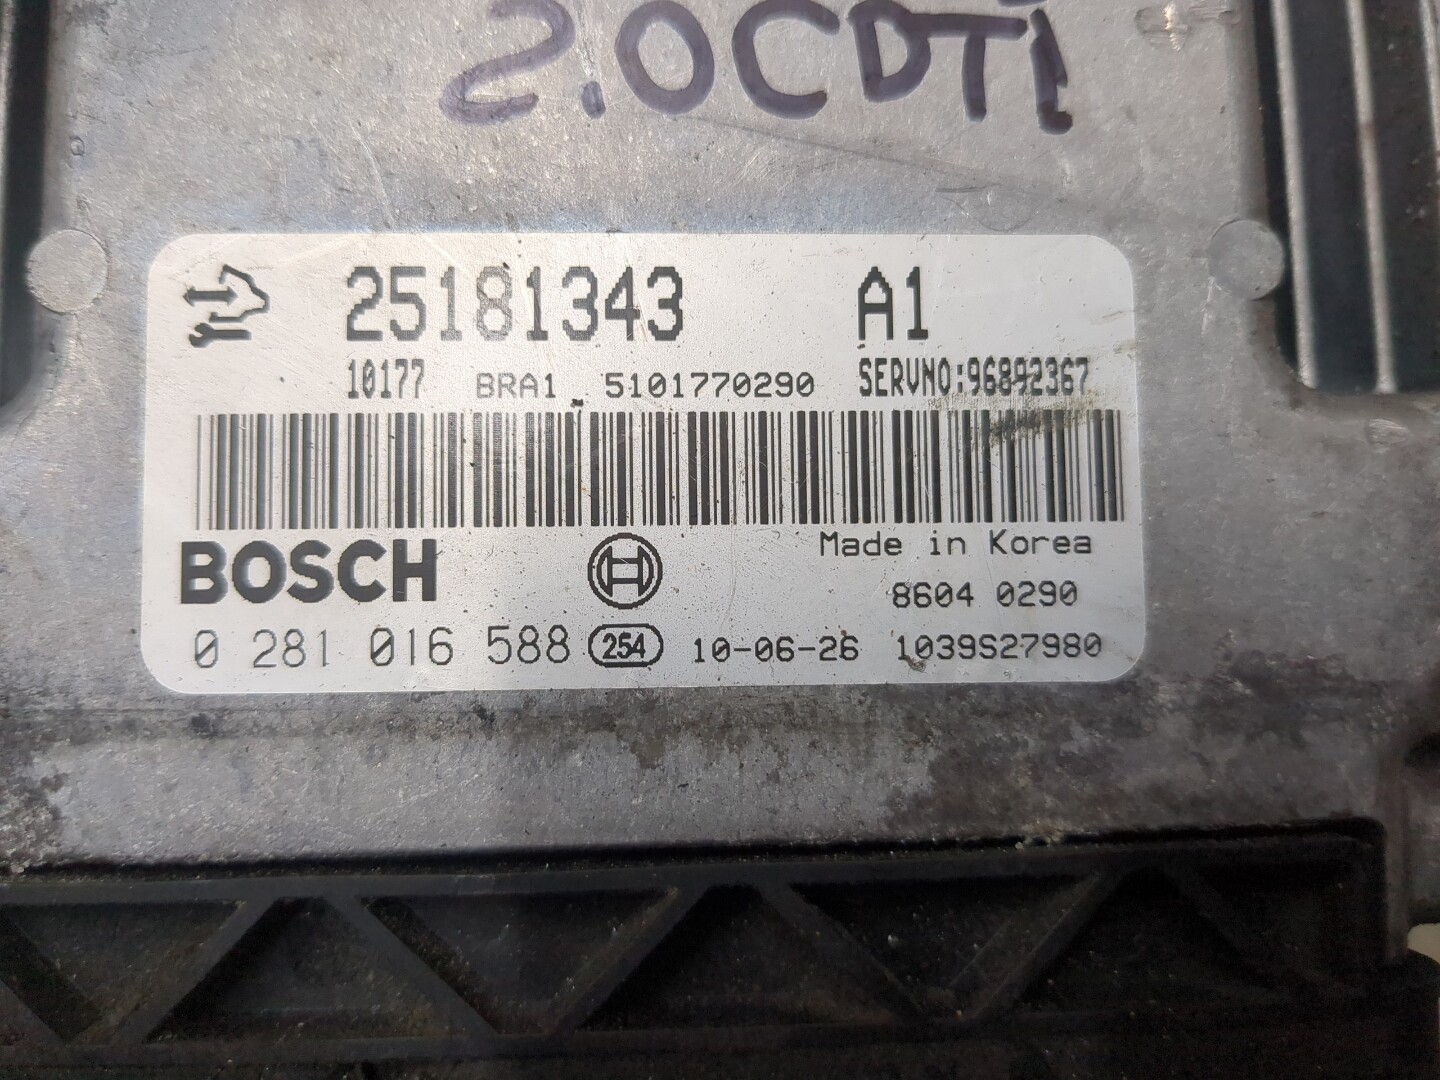 2.0CDTi
25181343 A1
10177 BRA1 5101770290 SERVNO:96892367
BOSCH
Made in Korea
8604 0290
0 281 016 588 254 10-06-26 1039S27980